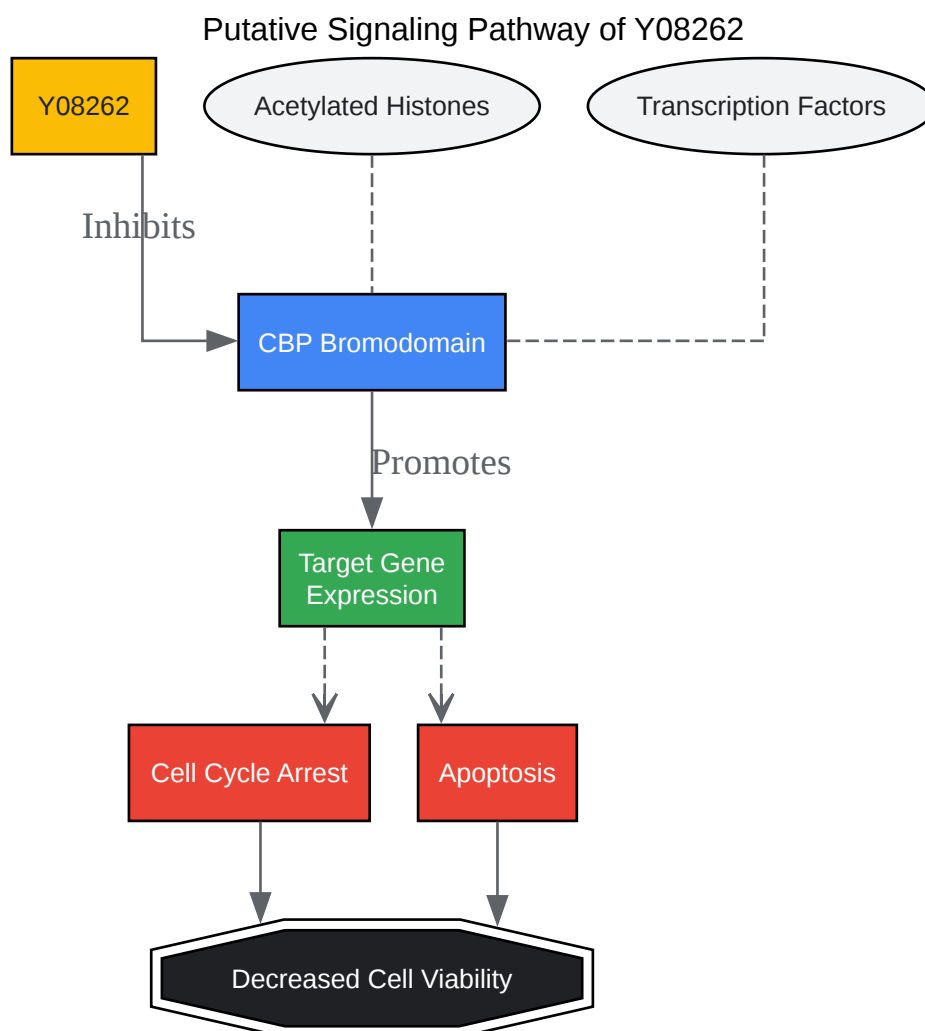 Putative Signaling Pathway of Y08262
Y08262
Acetylated Histones
Transcription Factors
Inhibits
CBP Bromodomain
Promotes
Target Gene
Expression
Cell Cycle Arrest
Apoptosis
Decreased Cell Viability